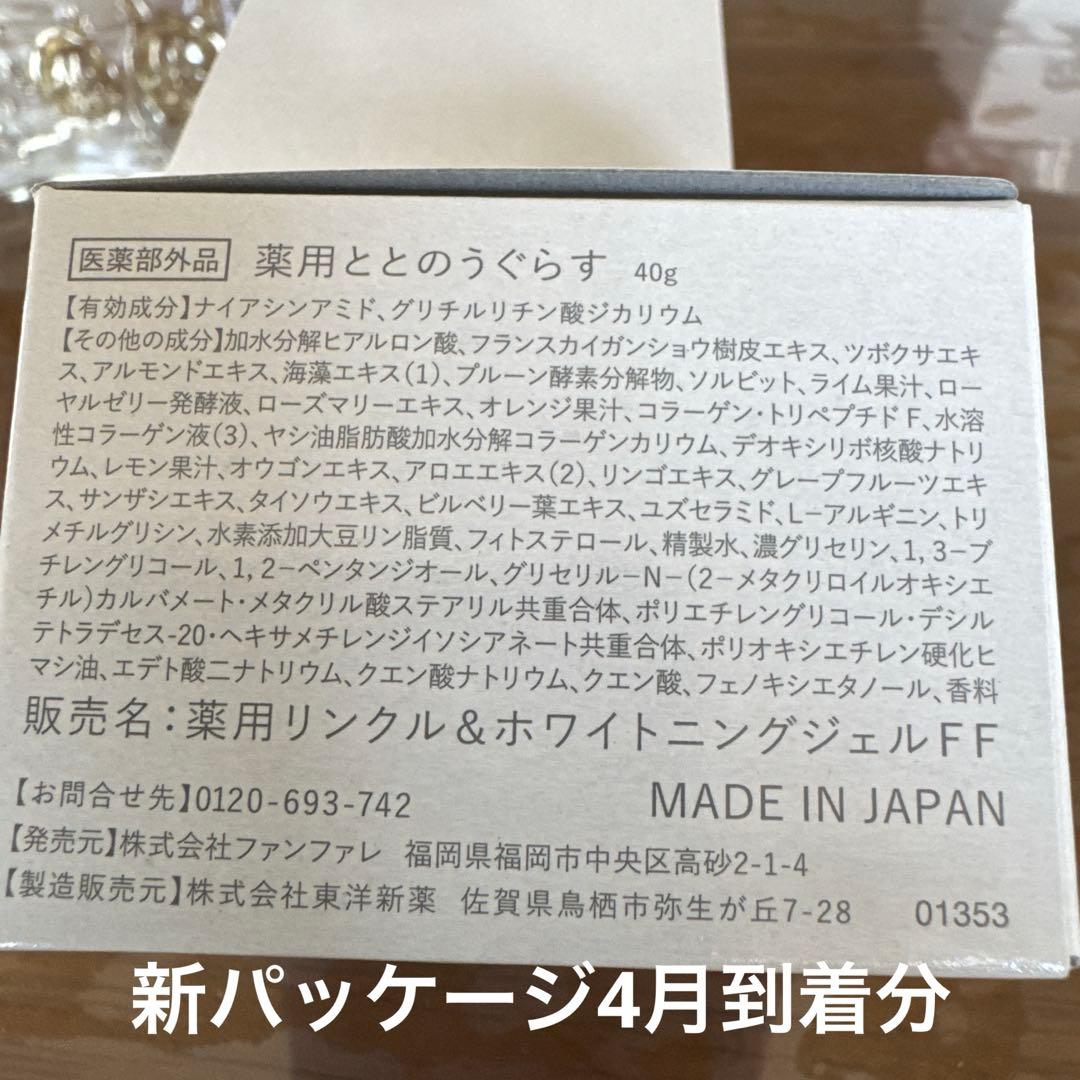 医薬部外品 薬用ととのうぐらす 40g
【有効成分】ナイアシンアミド、グリチルリチン酸ジカリウム
【その他の成分】加水分解ヒアルロン酸、フランスカイガンショウ樹皮エキス、ツボクサエキ
ス、アルモンドエキス、海藻エキス(1)、プルーン酵素分解物、ソルビット、ライム果汁、ロー
ヤルゼリー発酵液、ローズマリーエキス、オレンジ果汁、コラーゲン・トリペプチドF、水溶
性コラーゲン液(3)、ヤシ油脂肪酸加水分解コラーゲンカリウム、デオキシリボ核酸ナトリ
ウム、レモン果汁、オウゴンエキス、アロエエキス(2)、リンゴエキス、グレープフルーツエキ
ス、サンザシエキス、タイソウエキス、ビルベリー葉エキス、ユズセラミド、L−アルギニン、トリ
メチルグリシン、水素添加大豆リン脂質、フィトステロール、精製水、濃グリセリン、1,3−ブ
チレングリコール、1,2−ペンタンジオール、グリセリル−N−(2−メタクリロイルオキシエ
チル)カルバメート・メタクリル酸ステアリル共重合体、ポリエチレングリコール・デシル
テトラデセス-20・ヘキサメチレンジイソシアネート共重合体、ポリオキシエチレン硬化ヒ
マシ油、エデト酸二ナトリウム、クエン酸ナトリウム、クエン酸、フェノキシエタノール、香料
販売名：薬用リンクル＆ホワイトニングジェルFF
【お問合せ先】0120-693-742 MADE IN JAPAN
【発売元】株式会社ファンファレ 福岡県福岡市中央区高砂2-1-4
【製造販売元】株式会社東洋新薬 佐賀県鳥栖市弥生が丘7-28 01353
新パッケージ4月到着分